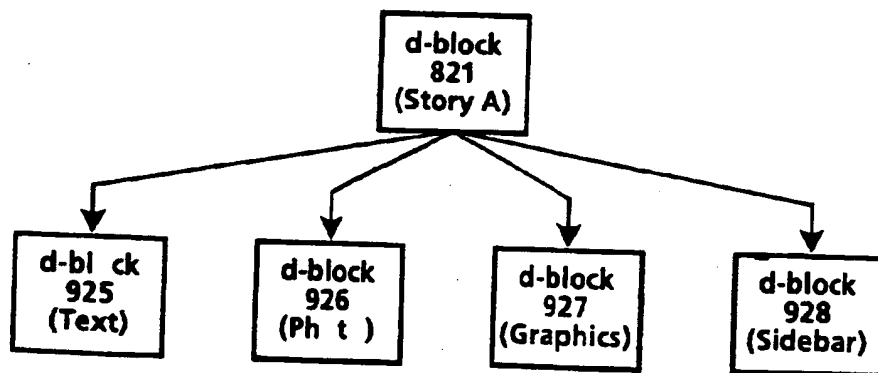 d-block
821
(Story A)
d-bl ck
925
(Text)
d-block
926
(Ph t )
d-block
927
(Graphics)
d-block
928
(Sidebar)